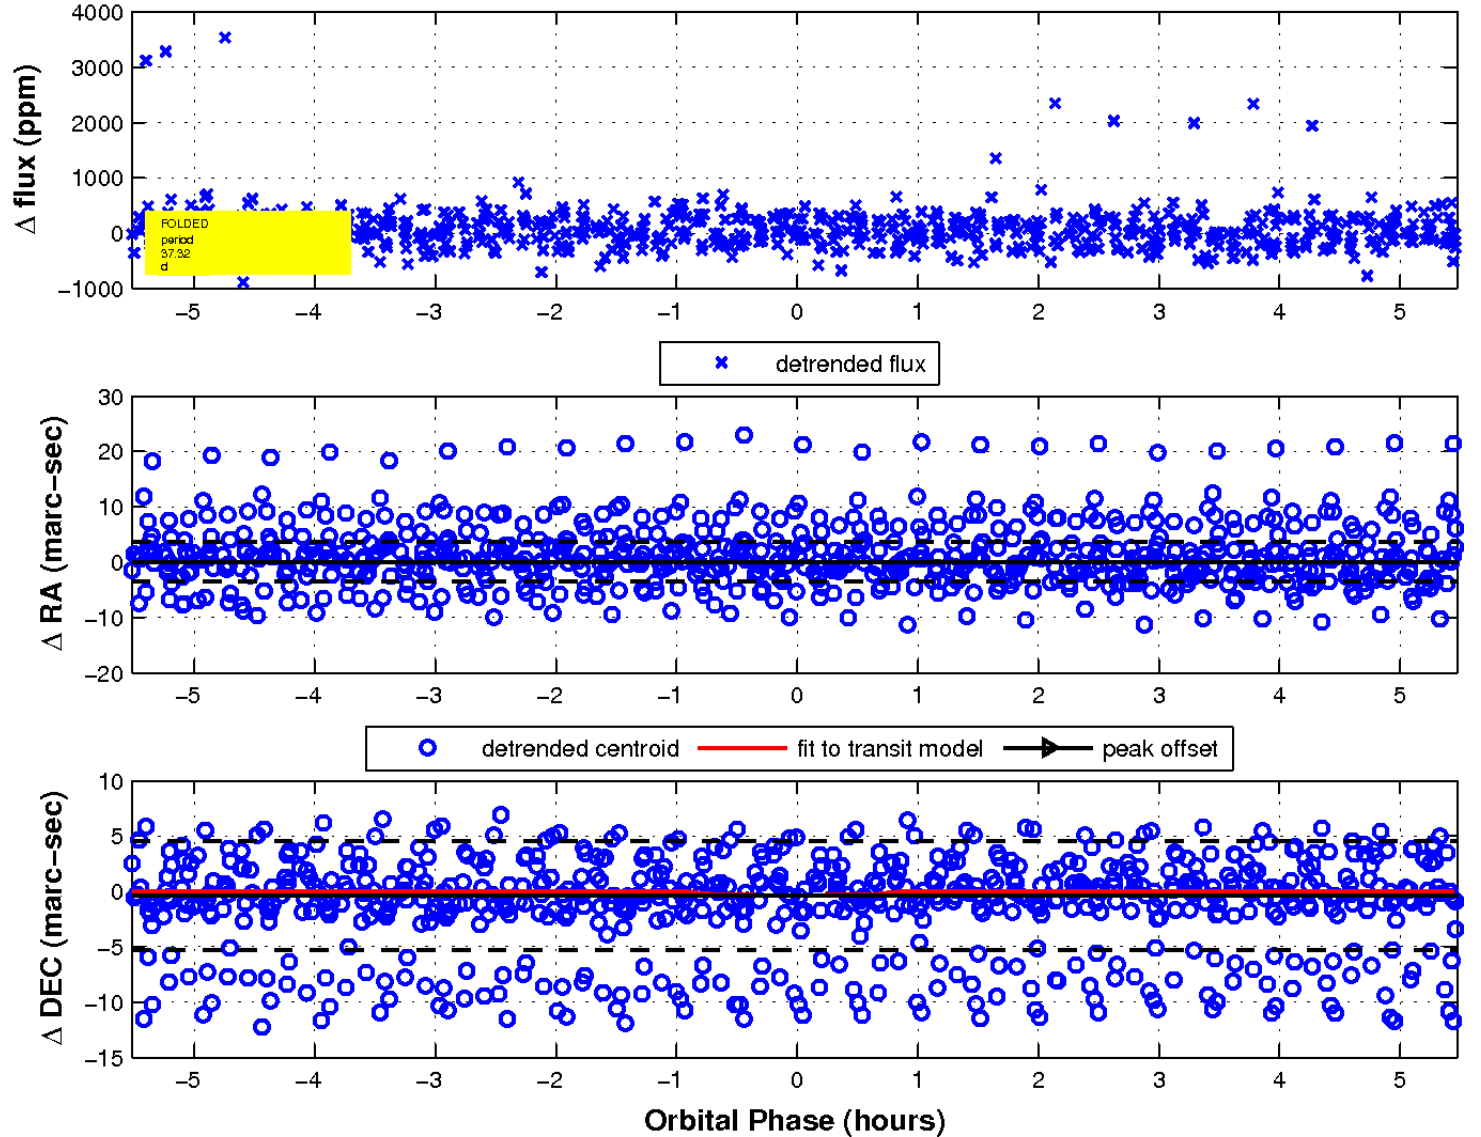 4000
3000
2000
1000
0
−1000
Δ flux (ppm)
FOLDED
period
37.32
d
−5 −4 −3 −2 −1 0 1 2 3 4 5
detrended flux
30
20
10
0
−10
−20
Δ RA (marc−sec)
−5 −4 −3 −2 −1 0 1 2 3 4 5
detrended centroid fit to transit model peak offset
10
5
0
−5
−10
−15
Δ DEC (marc−sec)
−5 −4 −3 −2 −1 0 1 2 3 4 5
Orbital Phase (hours)